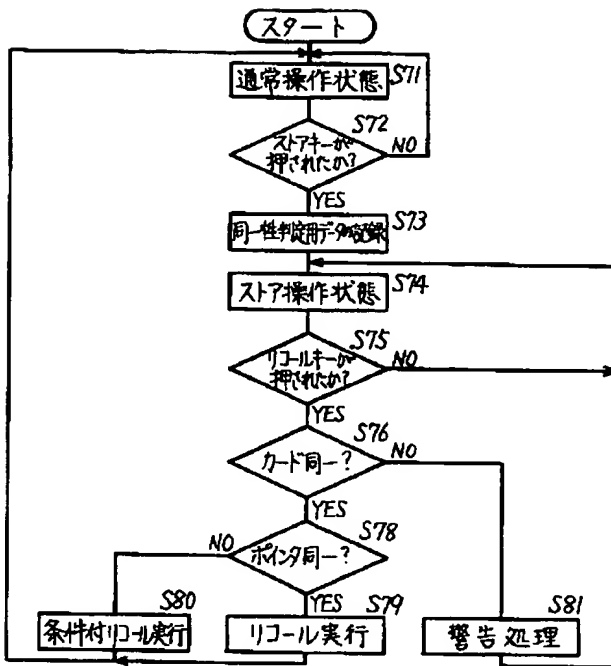 スタート
通常操作状態
S71
S72
ストアキーが
押されたか?
NO
YES
同一性判定用データの記録
S73
ストア操作状態
S74
S75
リコールキーが
押されたか?
NO
YES
S76
カード同一?
NO
YES
S78
NO
ポインタ同一?
YES
S80
条件付リコール実行
S79
リコール実行
S81
警告処理